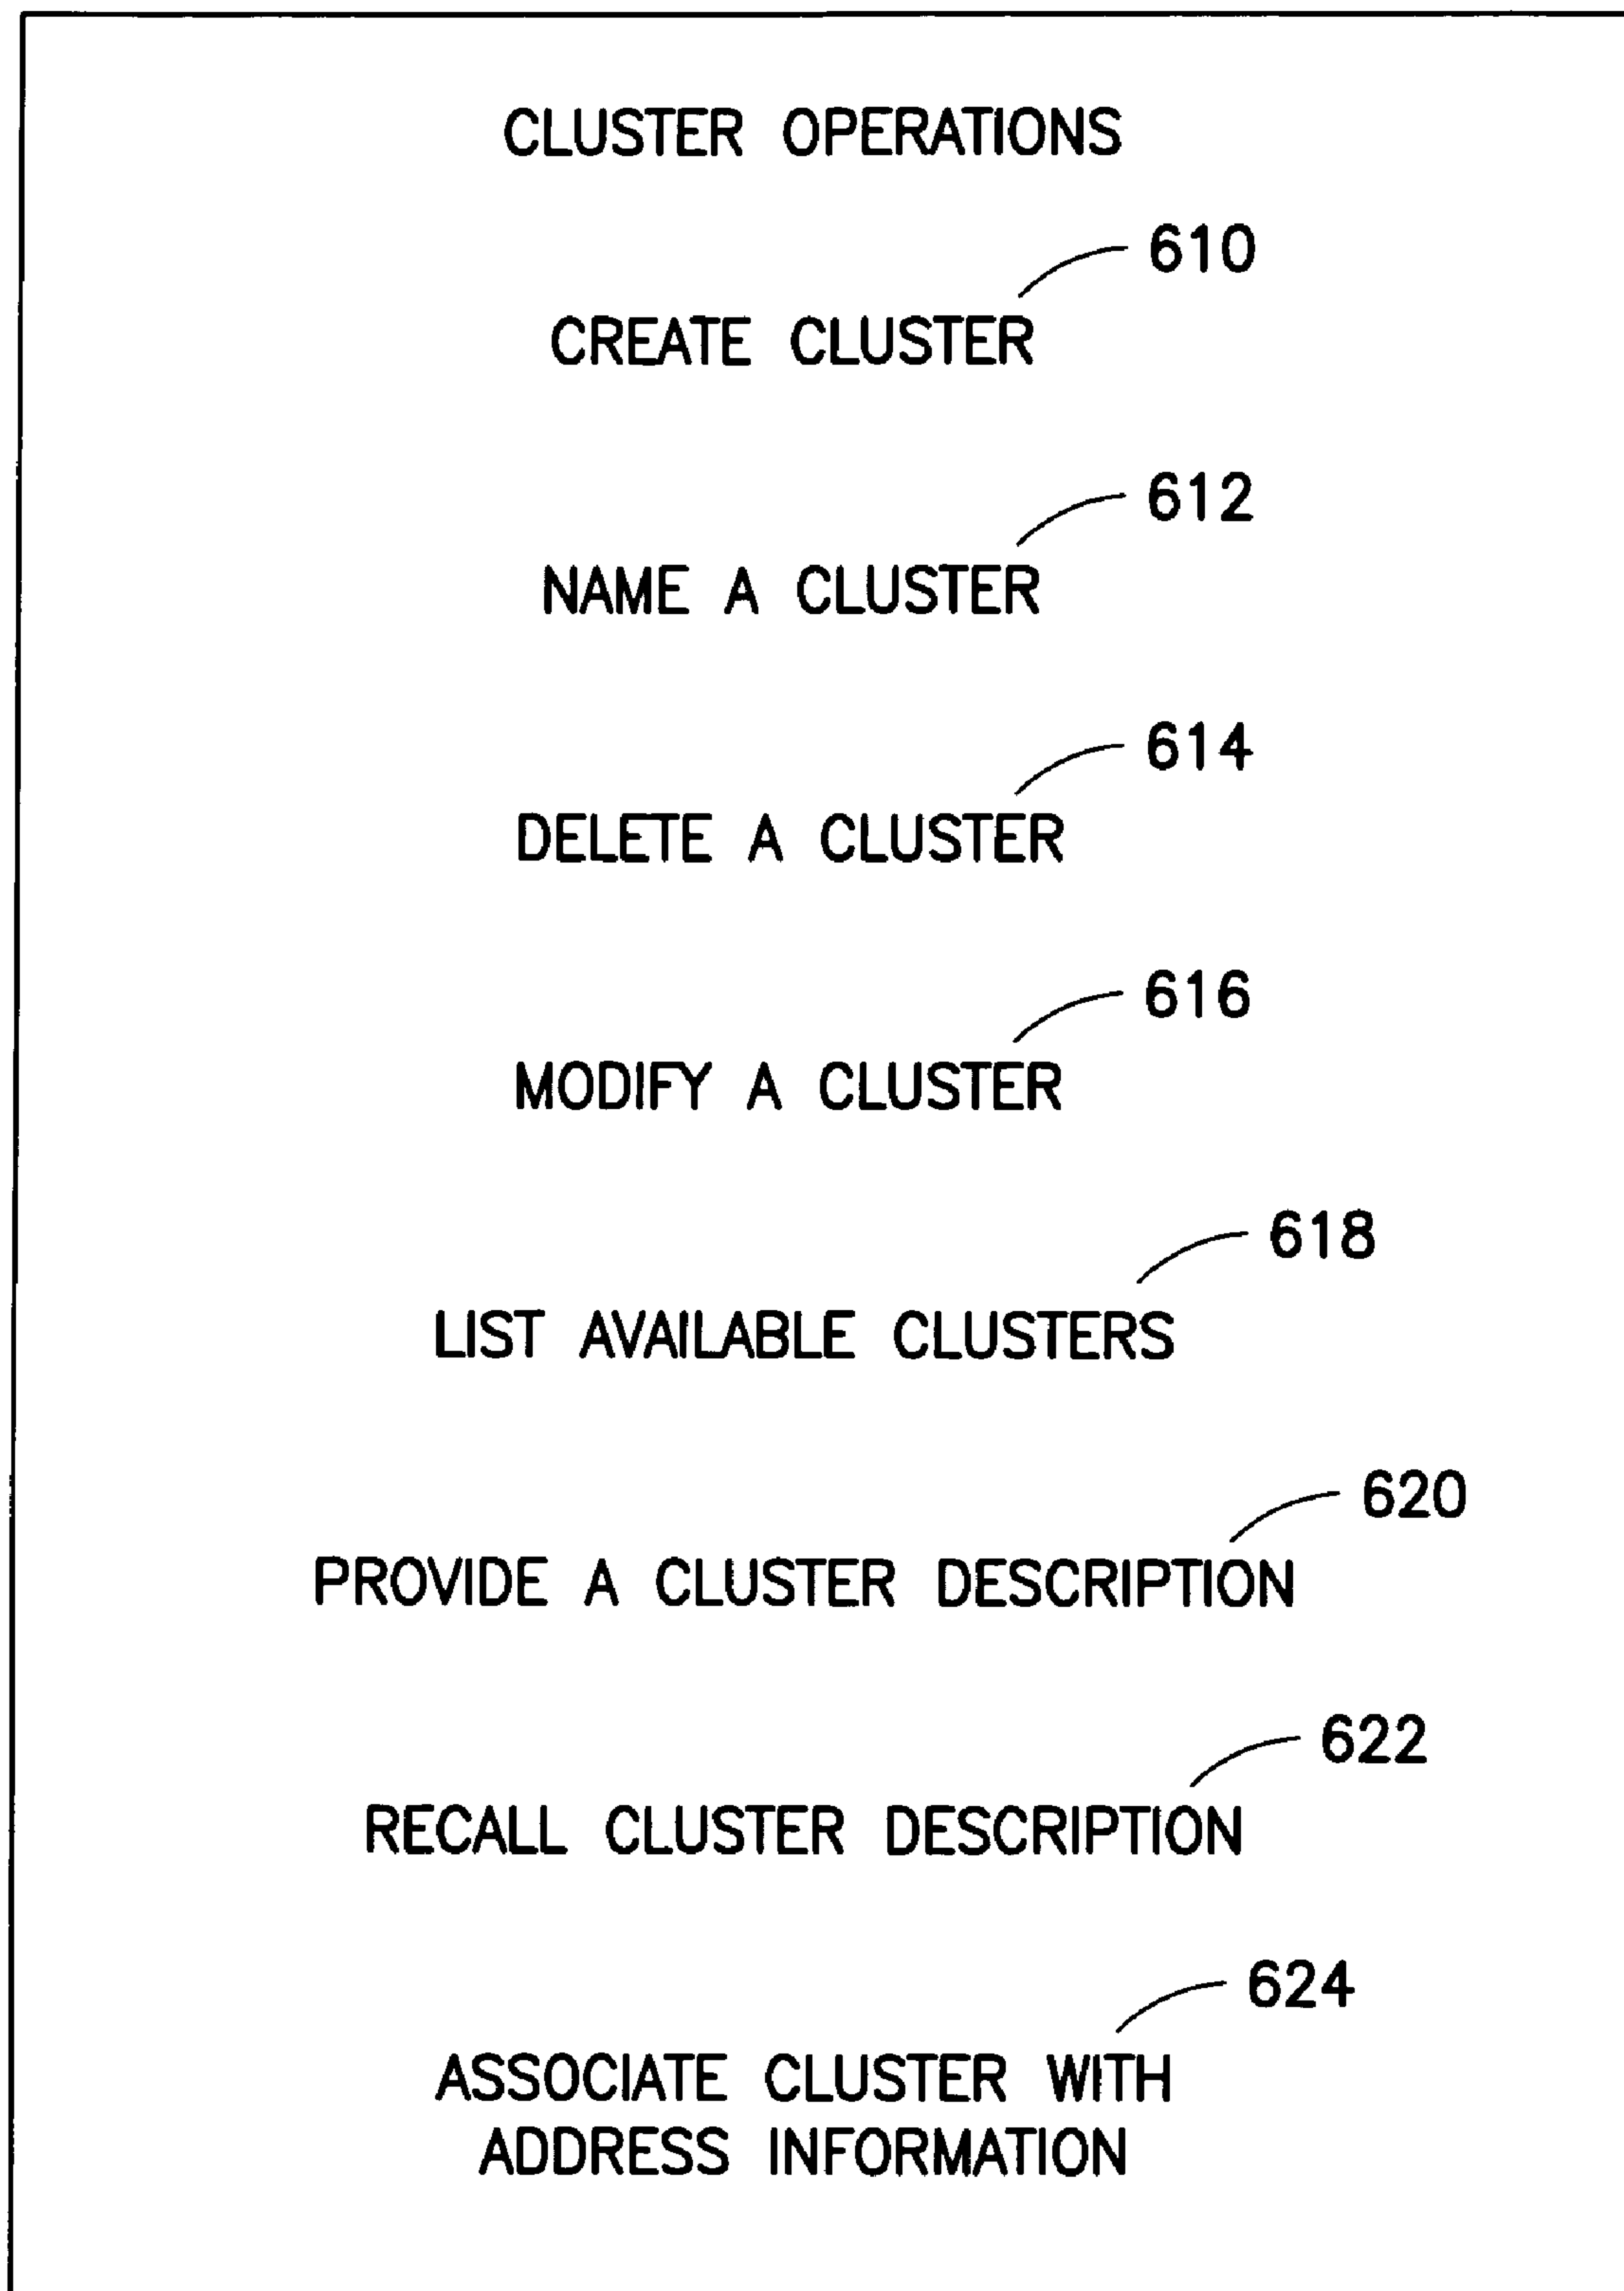 CLUSTER OPERATIONS
610
CREATE CLUSTER
612
NAME A CLUSTER
614
DELETE A CLUSTER
616
MODIFY A CLUSTER
618
LIST AVAILABLE CLUSTERS
620
PROVIDE A CLUSTER DESCRIPTION
622
RECALL CLUSTER DESCRIPTION
624
ASSOCIATE CLUSTER WITH
ADDRESS INFORMATION